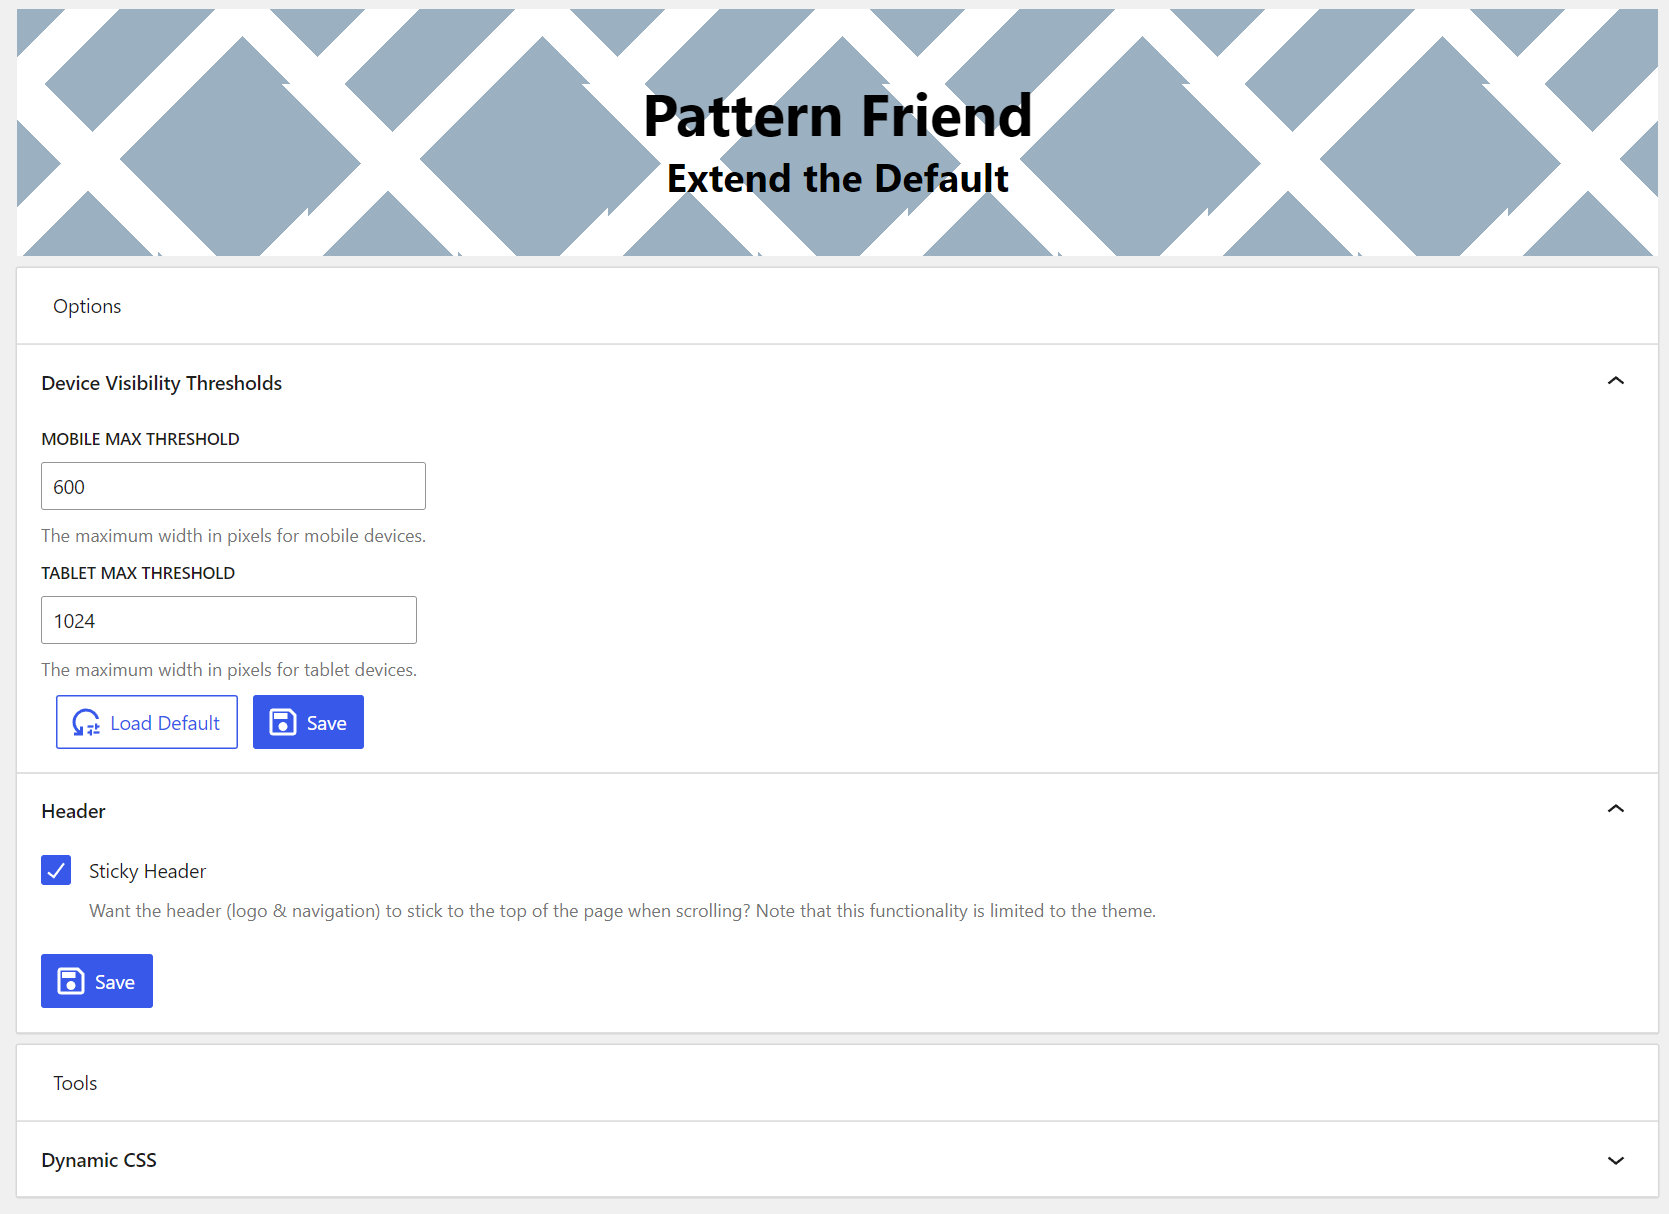 Pattern Friend
Extend the Default
Options
Device Visibility Thresholds
MOBILE MAX THRESHOLD
600
The maximum width in pixels for mobile devices.
TABLET MAX THRESHOLD
1024
The maximum width in pixels for tablet devices.
Load Default Save
Header
Sticky Header
Want the header (logo & navigation) to stick to the top of the page when scrolling? Note that this functionality is limited to the theme.
Save
Tools
Dynamic CSS